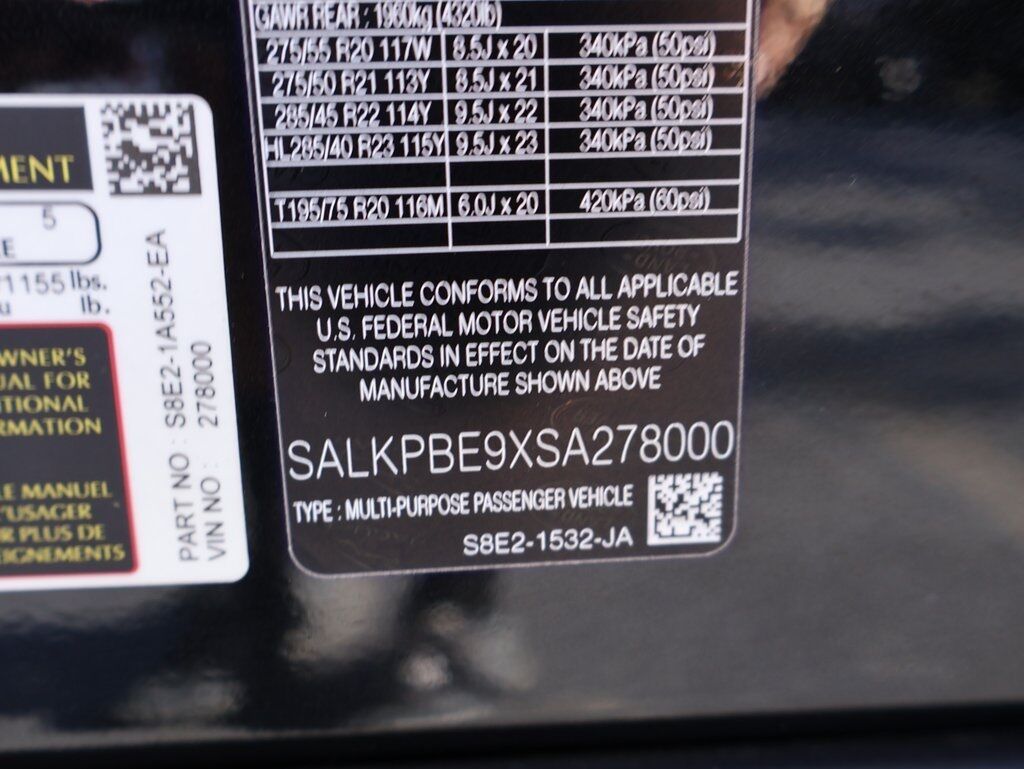 GAWR REAR : 1960kg (4320lb)
275/55 R20 117W 8.5J x 20 340kPa (50psi)
275/50 R21 113Y 8.5J x 21 340kPa (50psi)
285/45 R22 114Y 9.5J x 22 340kPa (50psi)
HL285/40 R23 115Y 9.5J x 23 340kPa (50psi)
T195/75 R20 116M 6.0J x 20 420kPa (60psi)
THIS VEHICLE CONFORMS TO ALL APPLICABLE
U.S. FEDERAL MOTOR VEHICLE SAFETY
STANDARDS IN EFFECT ON THE DATE OF
MANUFACTURE SHOWN ABOVE
SALKPBE9XSA278000
TYPE : MULTI-PURPOSE PASSENGER VEHICLE
S8E2-1532-JA
MENT
5
E
1155 lbs.
lb.
WNER'S
UAL FOR
ITIONAL
RMATION
LE MANUEL
L'USAGER
R PLUS DE
EIGNEMENTS
PART NO : S8E2-1A552-EA
VIN NO : 278000